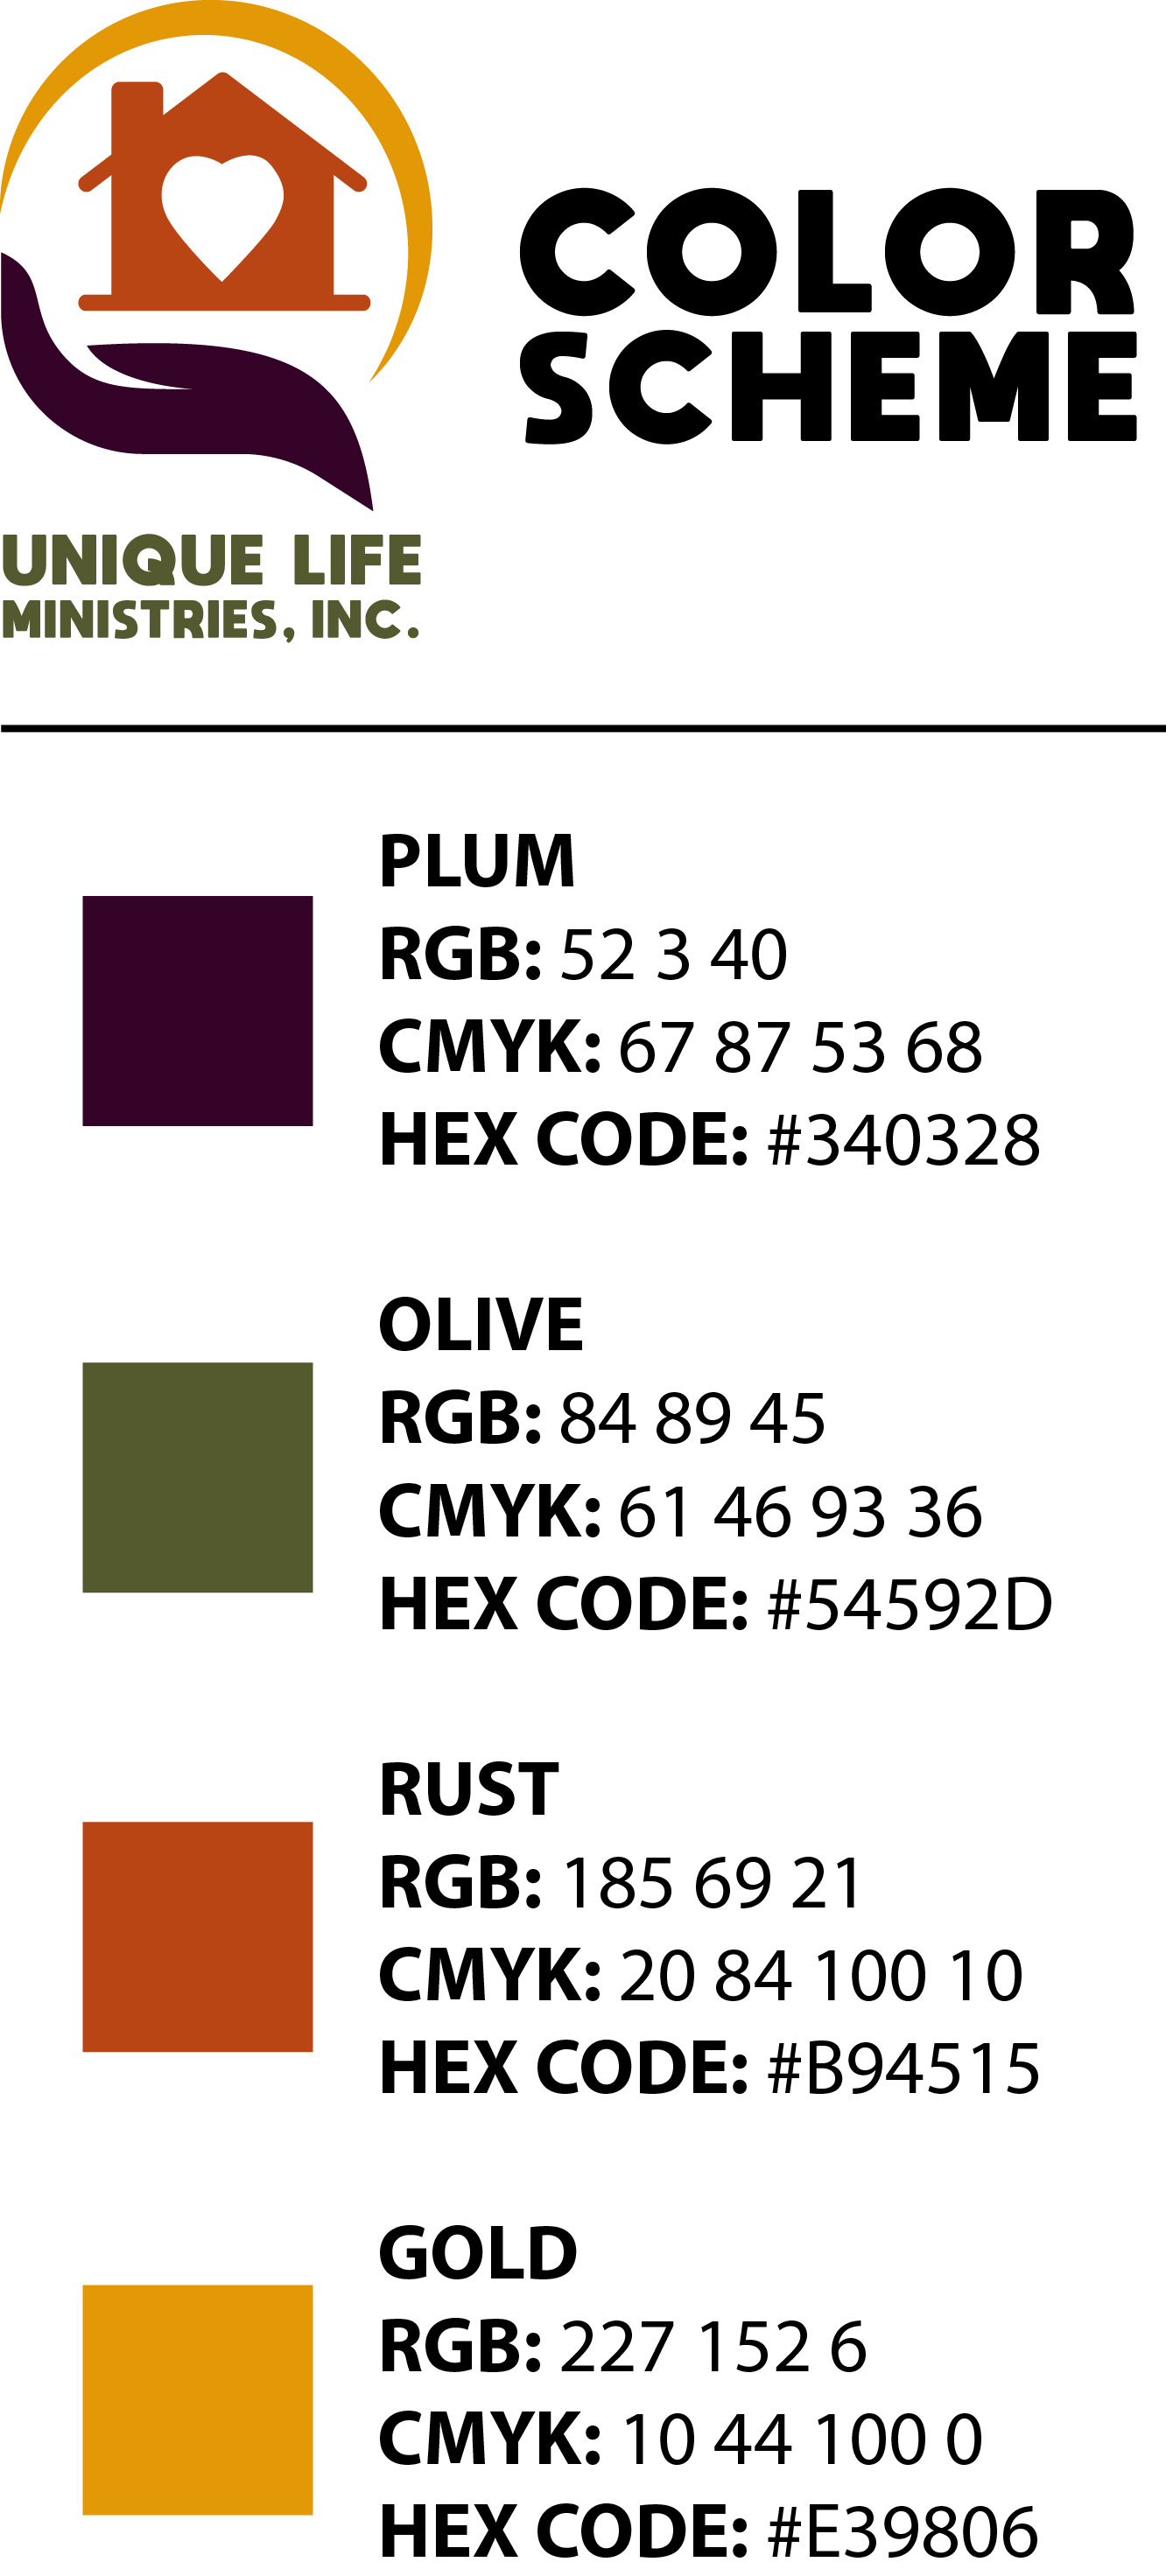 COLOR
SCHEME
UNIQUE LIFE
MINISTRIES, INC.
PLUM
RGB: 52 3 40
CMYK: 67 87 53 68
HEX CODE: #340328
OLIVE
RGB: 84 89 45
CMYK: 61 46 93 36
HEX CODE: #54592D
RUST
RGB: 185 69 21
CMYK: 20 84 100 10
HEX CODE: #B94515
GOLD
RGB: 227 152 6
CMYK: 10 44 100 0
HEX CODE: #E39806